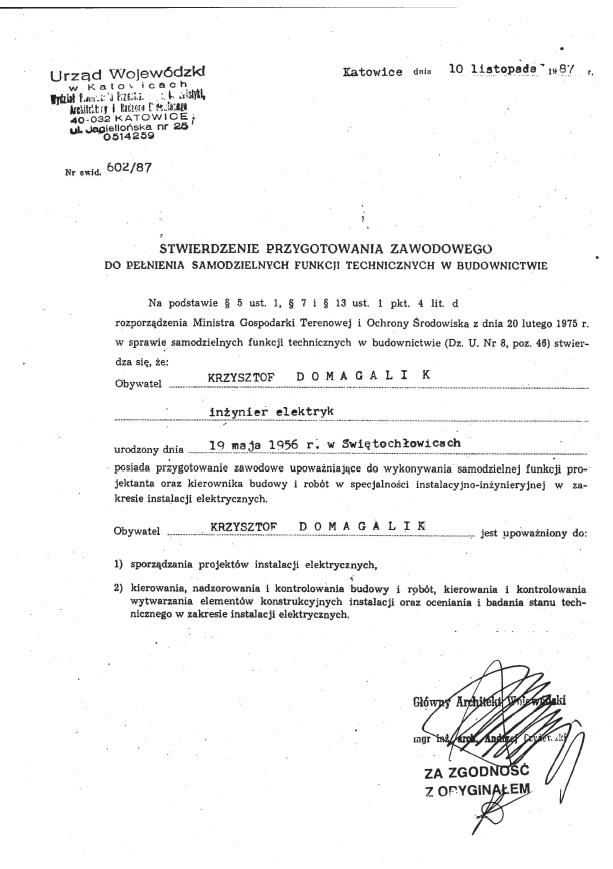 Urząd Wojewódzki
w Katowicach
Wydział
Architektury i Nadzoru
40-032 KATOWICE
ul. Jagiellońska nr 25
0514259
Katowice dnia 10 listopada 1987 r.
Nr ewid. 602/87
STWIERDZENIE PRZYGOTOWANIA ZAWODOWEGO
DO PEŁNIENIA SAMODZIELNYCH FUNKCJI TECHNICZNYCH W BUDOWNICTWIE
Na podstawie § 5 ust. 1, § 7 i § 13 ust. 1 pkt. 4 lit. d
rozporządzenia Ministra Gospodarki Terenowej i Ochrony Środowiska z dnia 20 lutego 1975 r.
w sprawie samodzielnych funkcji technicznych w budownictwie (Dz. U. Nr 8, poz. 46) stwier-
dza się, że:
Obywatel KRZYSZTOF DOMAGALIK
inżynier elektryk
urodzony dnia 19 maja 1956 r. w Świętochłowicach
posiada przygotowanie zawodowe upoważniające do wykonywania samodzielnej funkcji pro-
jektanta oraz kierownika budowy i robót w specjalności instalacyjno-inżynieryjnej w za-
kresie instalacji elektrycznych.
Obywatel KRZYSZTOF DOMAGALIK jest upoważniony do:
1) sporządzania projektów instalacji elektrycznych,
2) kierowania, nadzorowania i kontrolowania budowy i robót, kierowania i kontrolowania
wytwarzania elementów konstrukcyjnych instalacji oraz oceniania i badania stanu tech-
nicznego w zakresie instalacji elektrycznych.
Główny Architekt Wojewódzki
mgr inż. arch. Andrzej
ZA ZGODNOŚĆ
Z ORYGINAŁEM